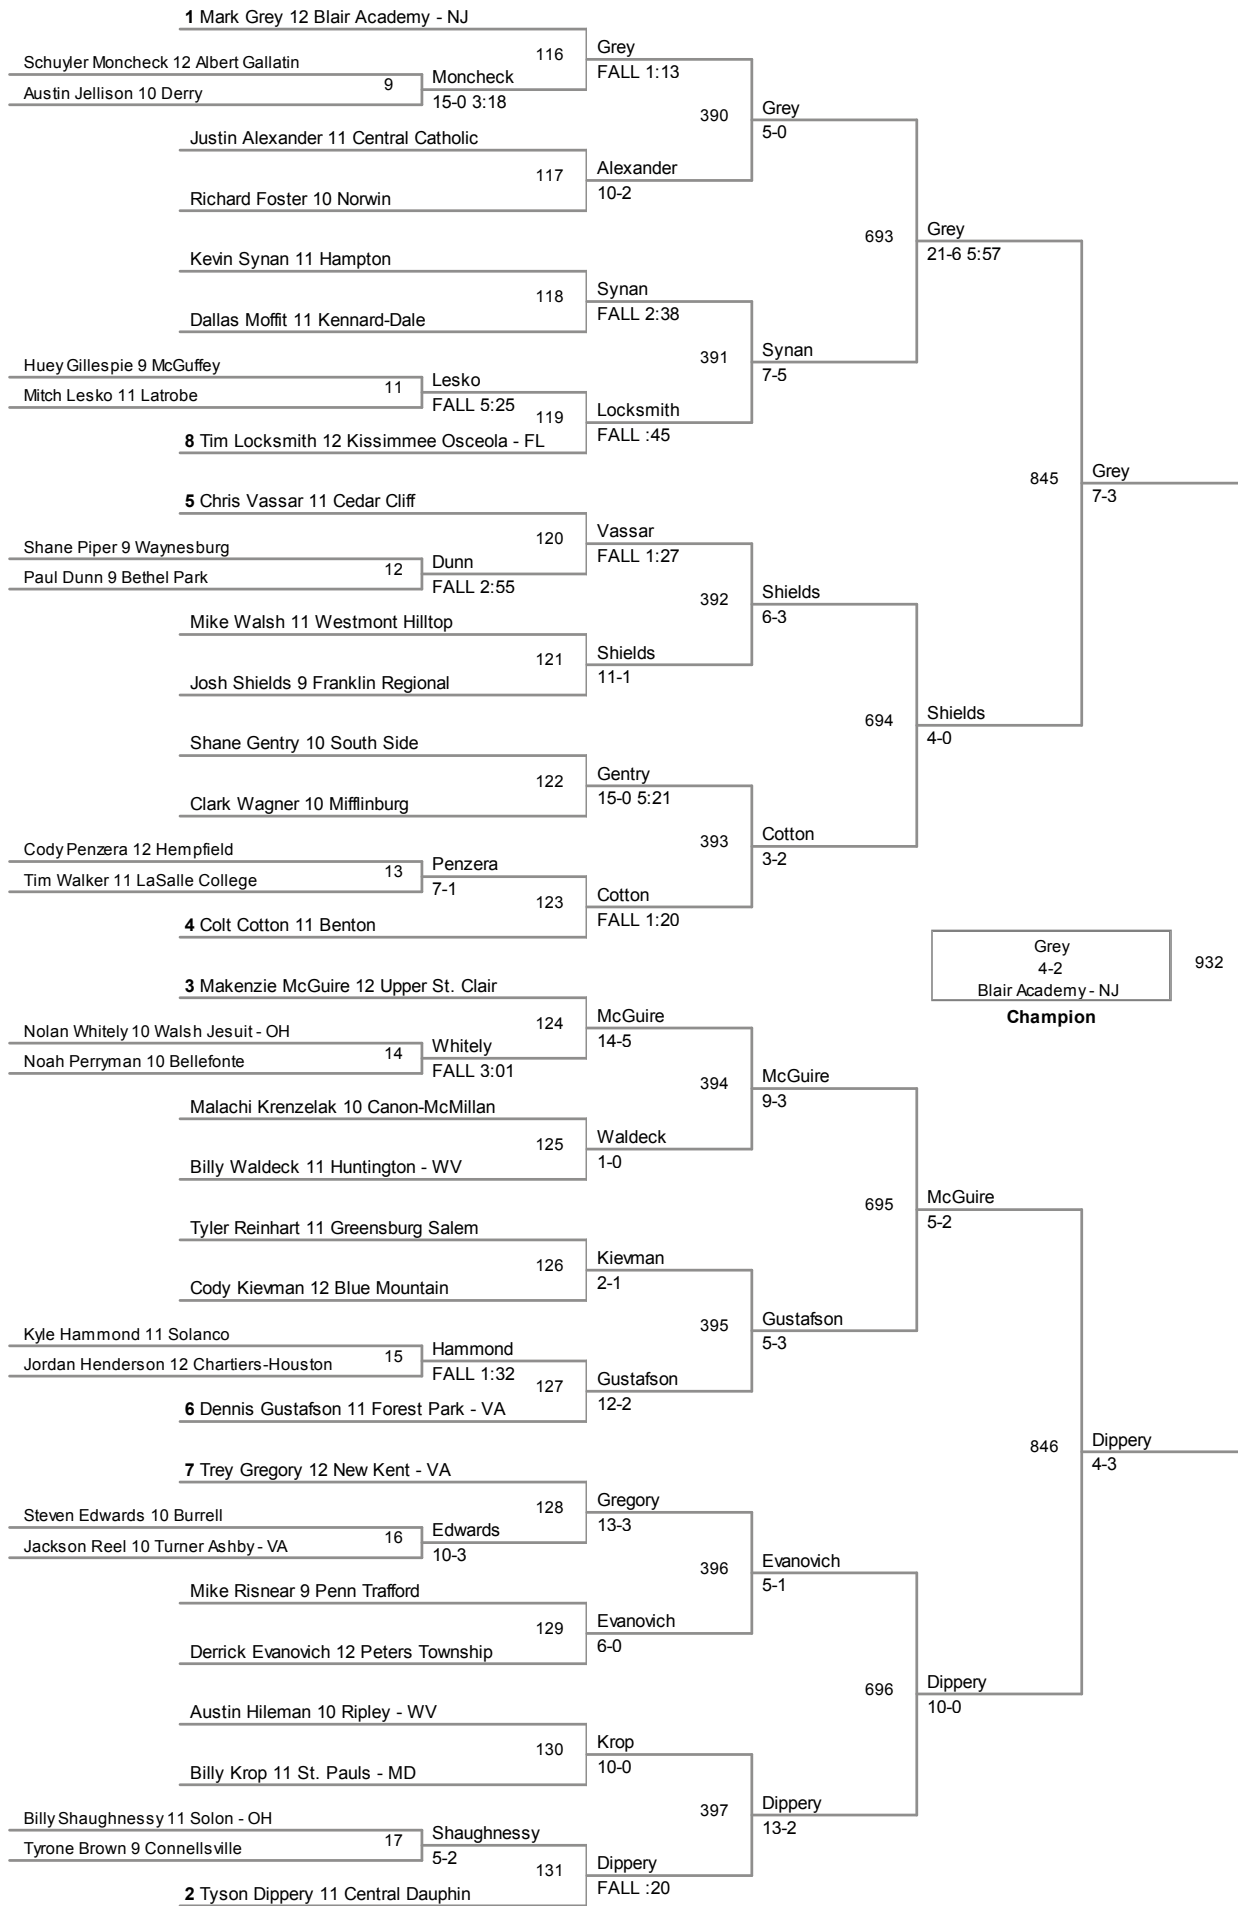 1 Mark Grey 12 Blair Academy - NJ
116
Grey
FALL 1:13
Schuyler Moncheck 12 Albert Gallatin
Austin Jellison 10 Derry
9
Moncheck
15-0 3:18
390
Grey
5-0
Justin Alexander 11 Central Catholic
117
Alexander
10-2
Richard Foster 10 Norwin
693
Grey
21-6 5:57
Kevin Synan 11 Hampton
118
Synan
FALL 2:38
Dallas Moffit 11 Kennard-Dale
391
Synan
7-5
Huey Gillespie 9 McGuffey
Mitch Lesko 11 Latrobe
11
Lesko
FALL 5:25
119
Locksmith
FALL :45
8 Tim Locksmith 12 Kissimmee Osceola - FL
845
Grey
7-3
5 Chris Vassar 11 Cedar Cliff
120
Vassar
FALL 1:27
Shane Piper 9 Waynesburg
Paul Dunn 9 Bethel Park
12
Dunn
FALL 2:55
392
Shields
6-3
Mike Walsh 11 Westmont Hilltop
121
Shields
11-1
Josh Shields 9 Franklin Regional
694
Shields
4-0
Shane Gentry 10 South Side
122
Gentry
15-0 5:21
Clark Wagner 10 Mifflinburg
393
Cotton
3-2
Cody Penzera 12 Hempfield
Tim Walker 11 LaSalle College
13
Penzera
7-1
123
Cotton
FALL 1:20
4 Colt Cotton 11 Benton
Grey
4-2
Blair Academy - NJ
932
Champion
3 Makenzie McGuire 12 Upper St. Clair
124
McGuire
14-5
Nolan Whitely 10 Walsh Jesuit - OH
Noah Perryman 10 Bellefonte
14
Whitely
FALL 3:01
394
McGuire
9-3
Malachi Krenzelak 10 Canon-McMillan
125
Waldeck
1-0
Billy Waldeck 11 Huntington - WV
695
McGuire
5-2
Tyler Reinhart 11 Greensburg Salem
126
Kievman
2-1
Cody Kievman 12 Blue Mountain
395
Gustafson
5-3
Kyle Hammond 11 Solanco
Jordan Henderson 12 Chartiers-Houston
15
Hammond
FALL 1:32
127
Gustafson
12-2
6 Dennis Gustafson 11 Forest Park - VA
846
Dippery
4-3
7 Trey Gregory 12 New Kent - VA
128
Gregory
13-3
Steven Edwards 10 Burrell
Jackson Reel 10 Turner Ashby - VA
16
Edwards
10-3
396
Evanovich
5-1
Mike Risnear 9 Penn Trafford
129
Evanovich
6-0
Derrick Evanovich 12 Peters Township
696
Dippery
10-0
Austin Hileman 10 Ripley - WV
130
Krop
10-0
Billy Krop 11 St. Pauls - MD
397
Dippery
13-2
Billy Shaughnessy 11 Solon - OH
Tyrone Brown 9 Connellsville
17
Shaughnessy
5-2
131
Dippery
FALL :20
2 Tyson Dippery 11 Central Dauphin